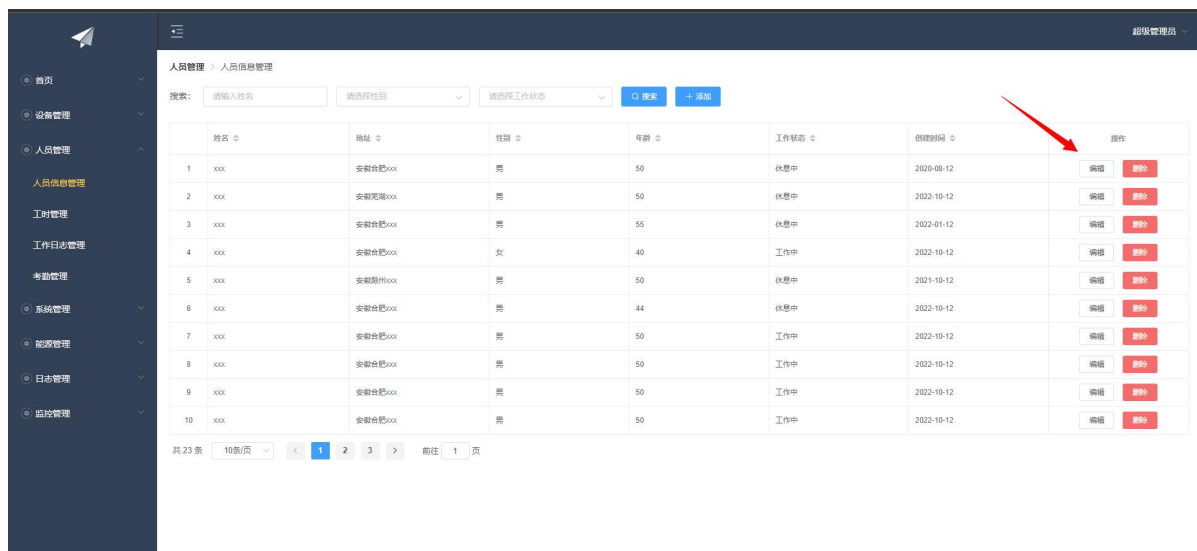 超级管理员
人员管理 > 人员信息管理
首页
设备管理
人员管理
人员信息管理
工时管理
工作日志管理
考勤管理
系统管理
能源管理
日志管理
监控管理
搜索: 请输入姓名 请选择性别 请选择工作状态 搜索 + 添加
姓名 地址 性别 年龄 工作状态 创建时间 操作
1 xxx 安徽合肥xxx 男 50 休息中 2020-08-12 编辑 删除
2 xxx 安徽芜湖xxx 男 50 休息中 2022-10-12 编辑 删除
3 xxx 安徽合肥xxx 男 55 休息中 2022-01-12 编辑 删除
4 xxx 安徽合肥xxx 女 40 工作中 2022-10-12 编辑 删除
5 xxx 男 50 休息中 2021-10-12 编辑 删除
6 xxx 安徽合肥xxx 男 44 休息中 2022-10-12 编辑 删除
7 xxx 安徽合肥xxx 男 50 工作中 2022-10-12 编辑 删除
8 xxx 安徽合肥xxx 男 50 工作中 2022-10-12 编辑 删除
9 xxx 安徽合肥xxx 男 50 工作中 2022-10-12 编辑 删除
10 xxx 安徽合肥xxx 男 50 工作中 2022-10-12 编辑 删除
共 23 条 10条/页 < 1 2 3 > 前往 1 页